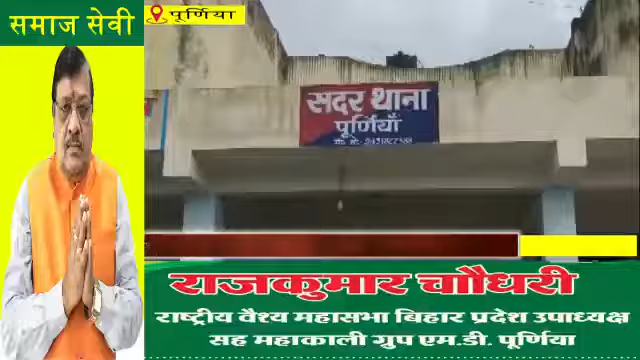 समाज सेवी
पूर्णिया
सदर थाना
पूर्णियाँ
राजकुमार चौधरी
राष्ट्रीय वैश्य महासभा बिहार प्रदेश उपाध्यक्ष
सह महाकाली ग्रुप एम.डी. पूर्णिया